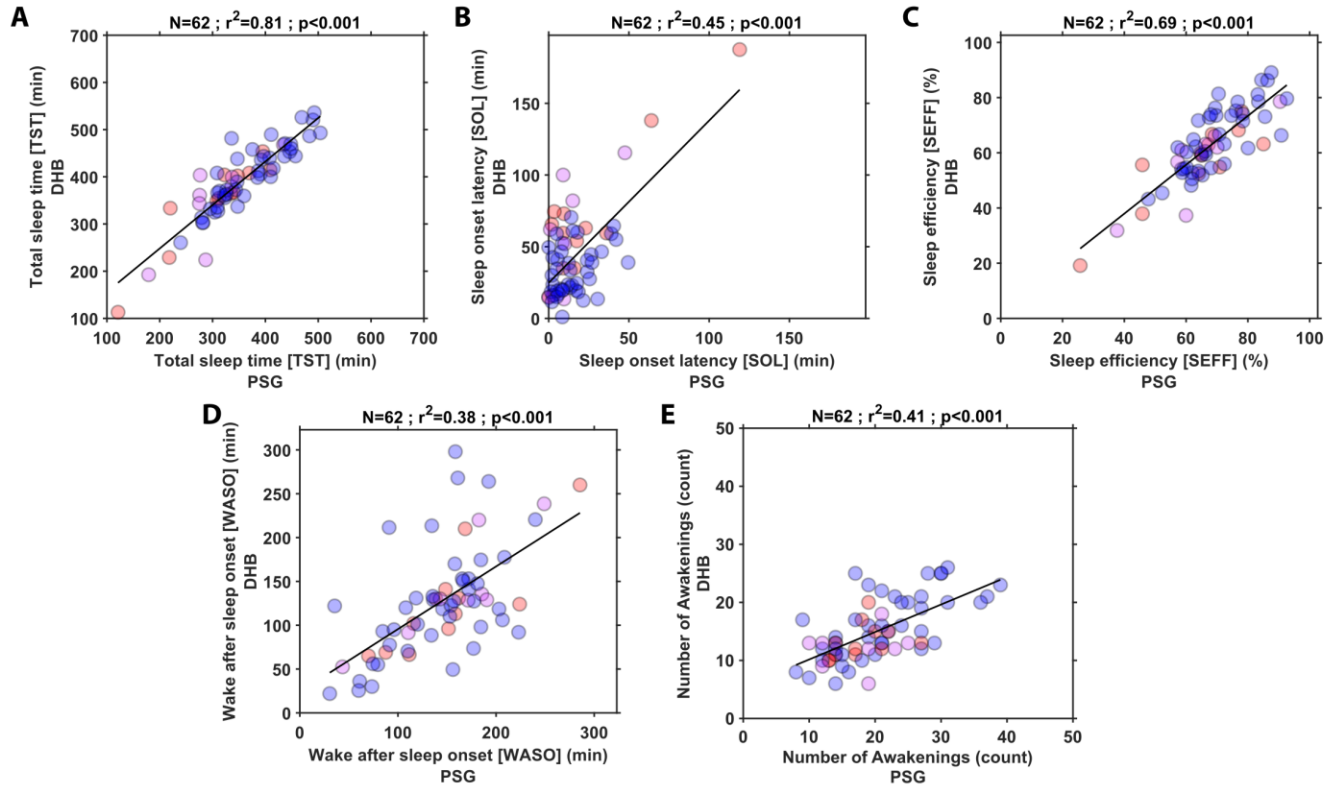 A
N=62 ; r²=0.81 ; p<0.001
Total sleep time [TST] (min)
DHB
700
600
500
400
300
200
100
100 200 300 400 500 600 700
Total sleep time [TST] (min)
PSG
B
N=62 ; r²=0.45 ; p<0.001
Sleep onset latency [SOL] (min)
DHB
150
100
50
0
0 50 100 150
Sleep onset latency [SOL] (min)
PSG
C
N=62 ; r²=0.69 ; p<0.001
Sleep efficiency [SEFF] (%)
DHB
100
80
60
40
20
0
0 20 40 60 80 100
Sleep efficiency [SEFF] (%)
PSG
D
N=62 ; r²=0.38 ; p<0.001
Wake after sleep onset [WASO] (min)
DHB
300
250
200
150
100
50
0
0 100 200 300
Wake after sleep onset [WASO] (min)
PSG
E
N=62 ; r²=0.41 ; p<0.001
Number of Awakenings (count)
DHB
50
40
30
20
10
0
0 10 20 30 40 50
Number of Awakenings (count)
PSG